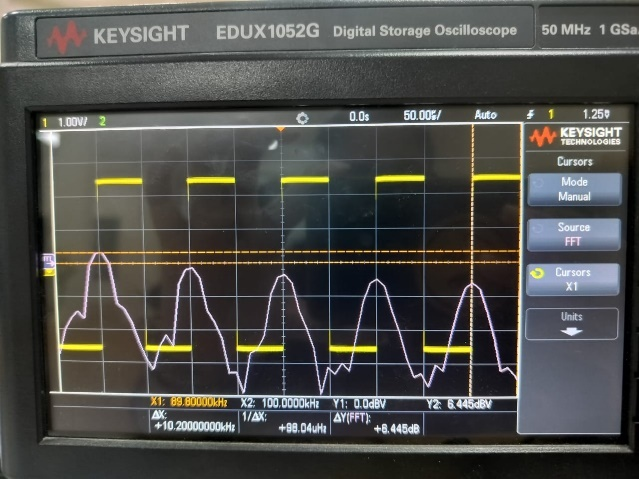 KEYSIGHT EDUX1052G Digital Storage Oscilloscope 50 MHz 1 GSa
1 1.00V/ 2 0.0s 50.00§/ Auto 1 1.25V
KEYSIGHT
TECHNOLOGIES
Cursors
Mode
Manual
Source
FFT
Cursors
X1
Units
X1: 89.80000kHz X2: 100.0000kHz Y1: 0.0dBV Y2: 6.445dBV
ΔX: 1/ΔX: ΔY(FFT):
+10.20000000kHz +98.04uHz +6.445dB